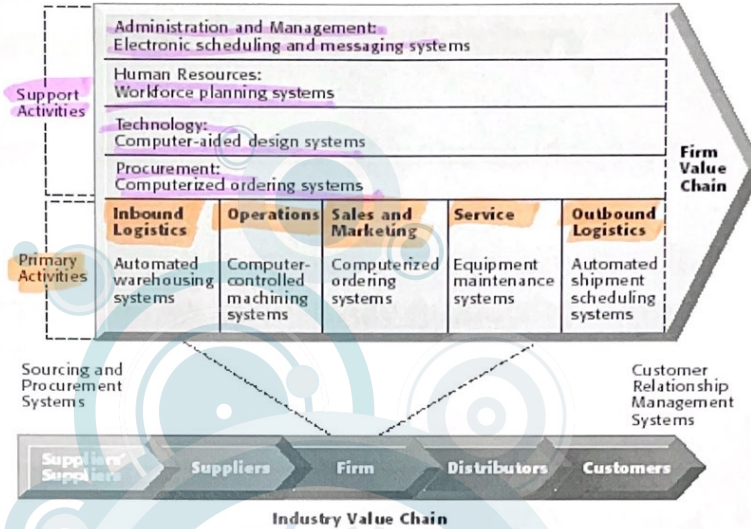 Administration and Management:
Electronic scheduling and messaging systems
Human Resources:
Workforce planning systems
Technology:
Computer-aided design systems
Procurement:
Computerized ordering systems
Support
Activities
Firm
Value
Chain
Primary
Activities
Inbound
Logistics
Automated
warehousing
systems
Operations
Computer-
controlled
machining
systems
Sales and
Marketing
Computerized
ordering
systems
Service
Equipment
maintenance
systems
Outbound
Logistics
Automated
shipment
scheduling
systems
Sourcing and
Procurement
Systems
Customer
Relationship
Management
Systems
Suppliers'
Suppliers
Suppliers
Firm
Distributors
Customers
Industry Value Chain